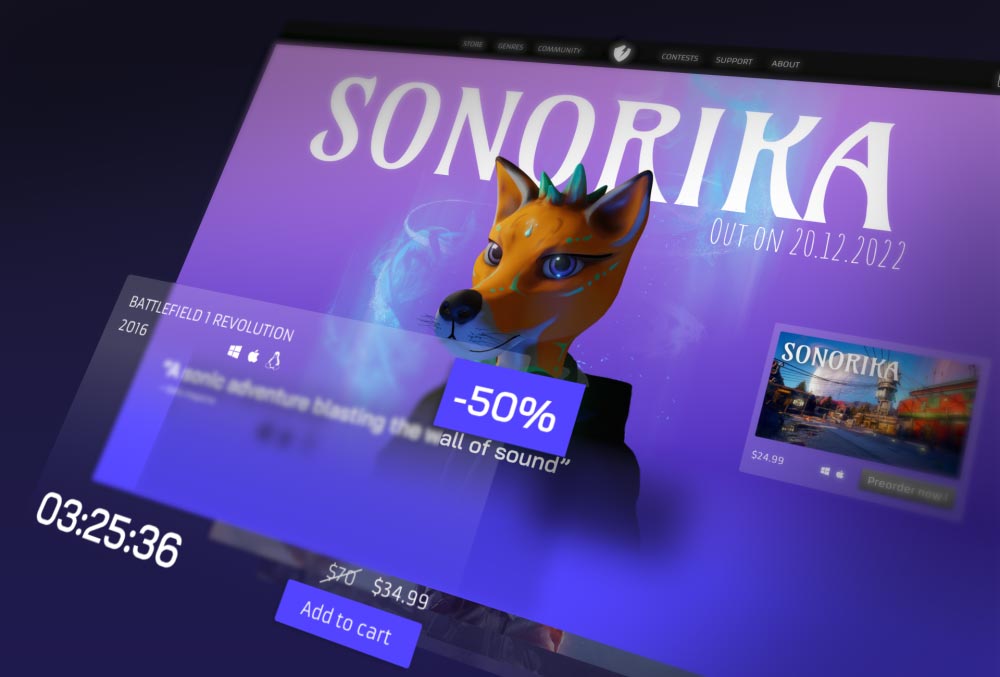 STORE GENRES COMMUNITY CONTESTS SUPPORT ABOUT
SONORIKA
OUT ON 20.12.2022
BATTLEFIELD 1 REVOLUTION
2016
"A sonic adventure blasting the wall of sound"
-50%
SONORIKA
$24.99
Preorder now !
03:25:36
$70 $34.99
Add to cart